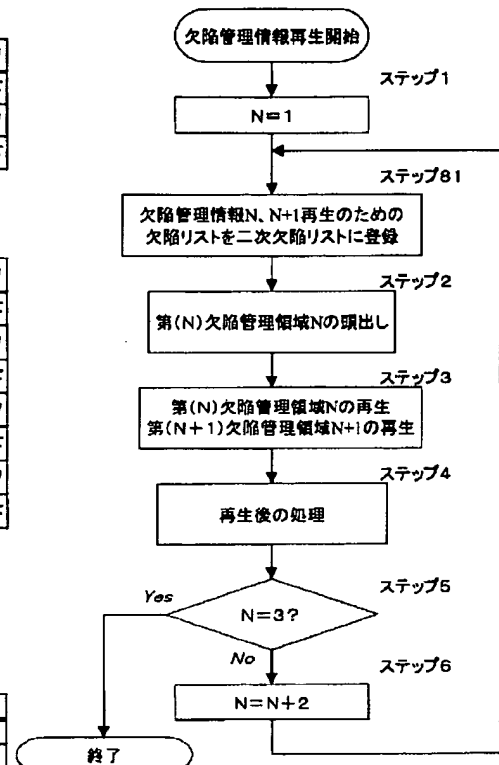 欠陥管理情報再生開始
ステップ1
N=1
ステップ81
欠陥管理情報N、N+1再生のための
欠陥リストを二次欠陥リストに登録
ステップ2
第(N)欠陥管理領域Nの頭出し
ステップ3
第(N)欠陥管理領域Nの再生
第(N+1)欠陥管理領域N+1の再生
ステップ4
再生後の処理
ステップ5
Yes
N=3?
No
ステップ6
N=N+2
終了